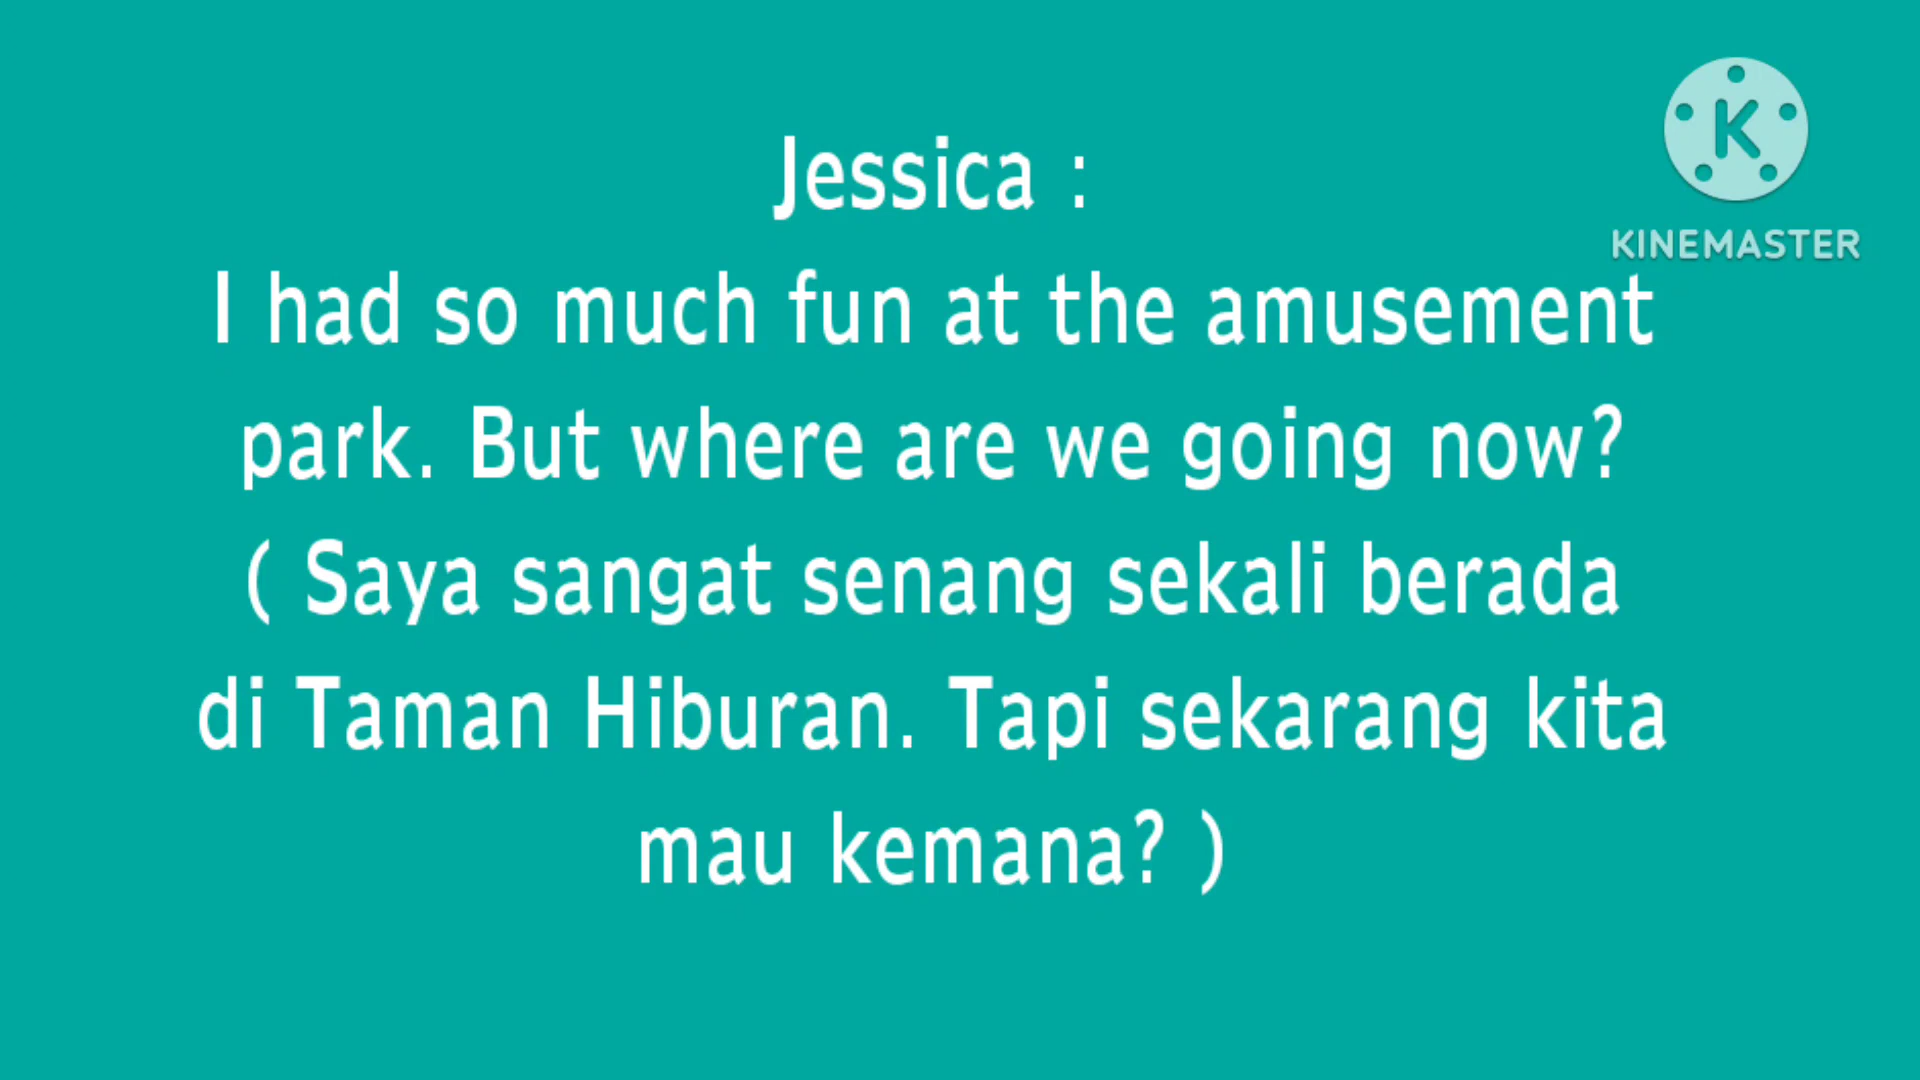 Jessica :
KINEMASTER
I had so much fun at the amusement
park. But where are we going now?
( Saya sangat senang sekali berada
di Taman Hiburan. Tapi sekarang kita
mau kemana? )